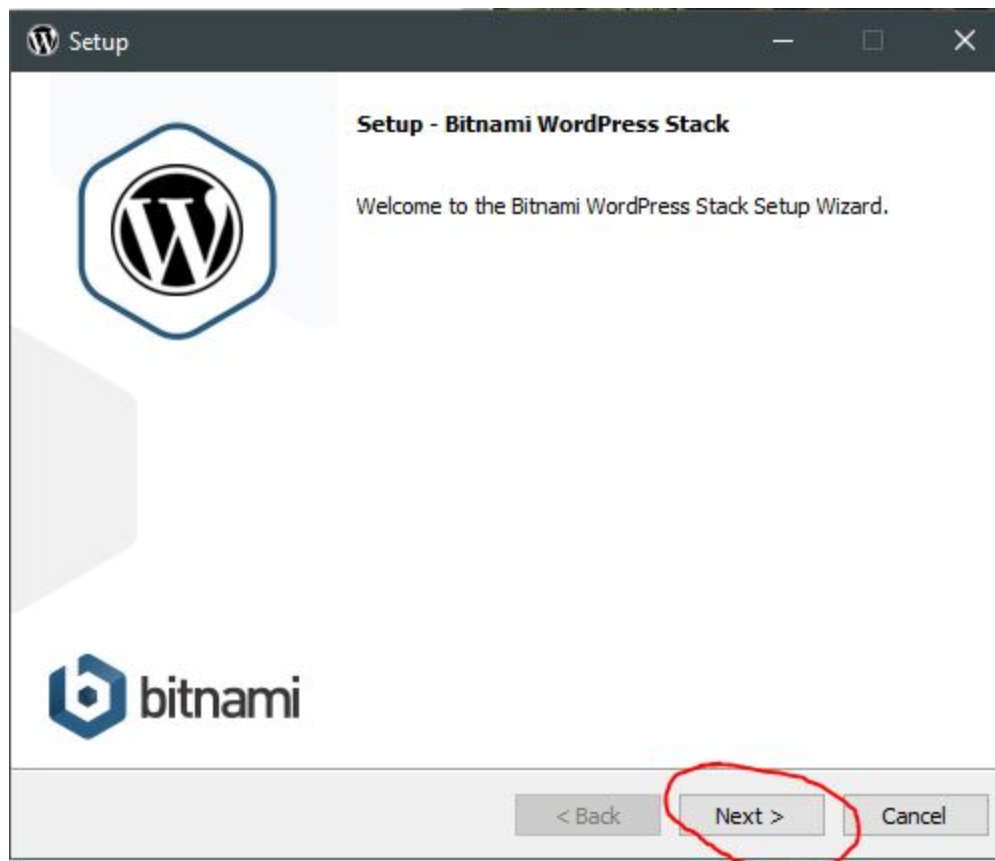 Setup
Setup - Bitnami WordPress Stack
Welcome to the Bitnami WordPress Stack Setup Wizard.
bitnami
< Back
Next >
Cancel